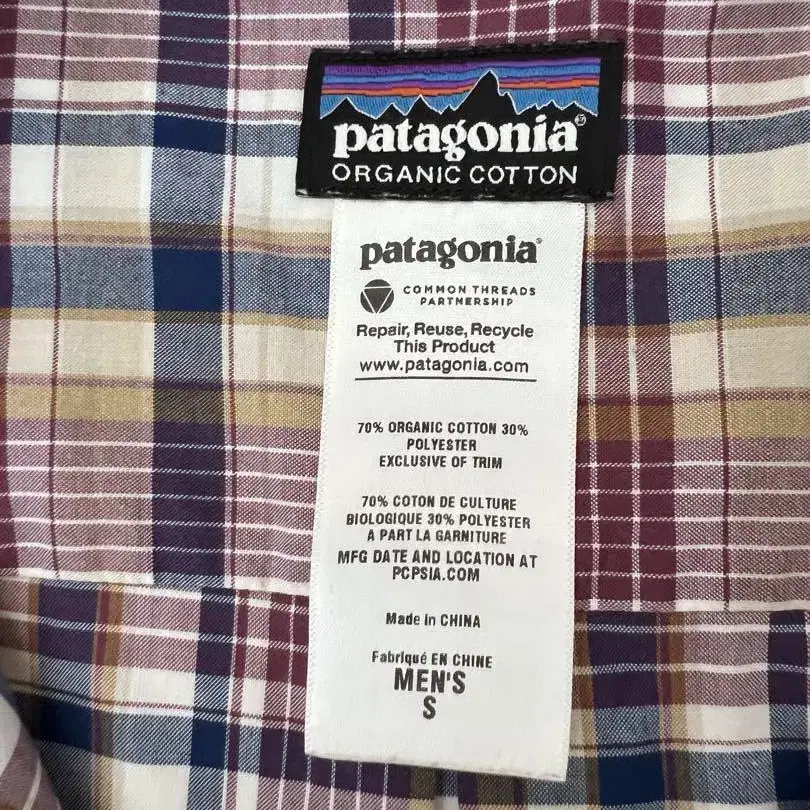 patagonia®
ORGANIC COTTON
patagonia®
COMMON THREADS
PARTNERSHIP
Repair, Reuse, Recycle
This Product
www.patagonia.com
70% ORGANIC COTTON 30%
POLYESTER
EXCLUSIVE OF TRIM
70% COTON DE CULTURE
BIOLOGIQUE 30% POLYESTER
A PART LA GARNITURE
MFG DATE AND LOCATION AT
PCPSIA.COM
Made in CHINA
Fabriqué EN CHINE
MEN'S
S